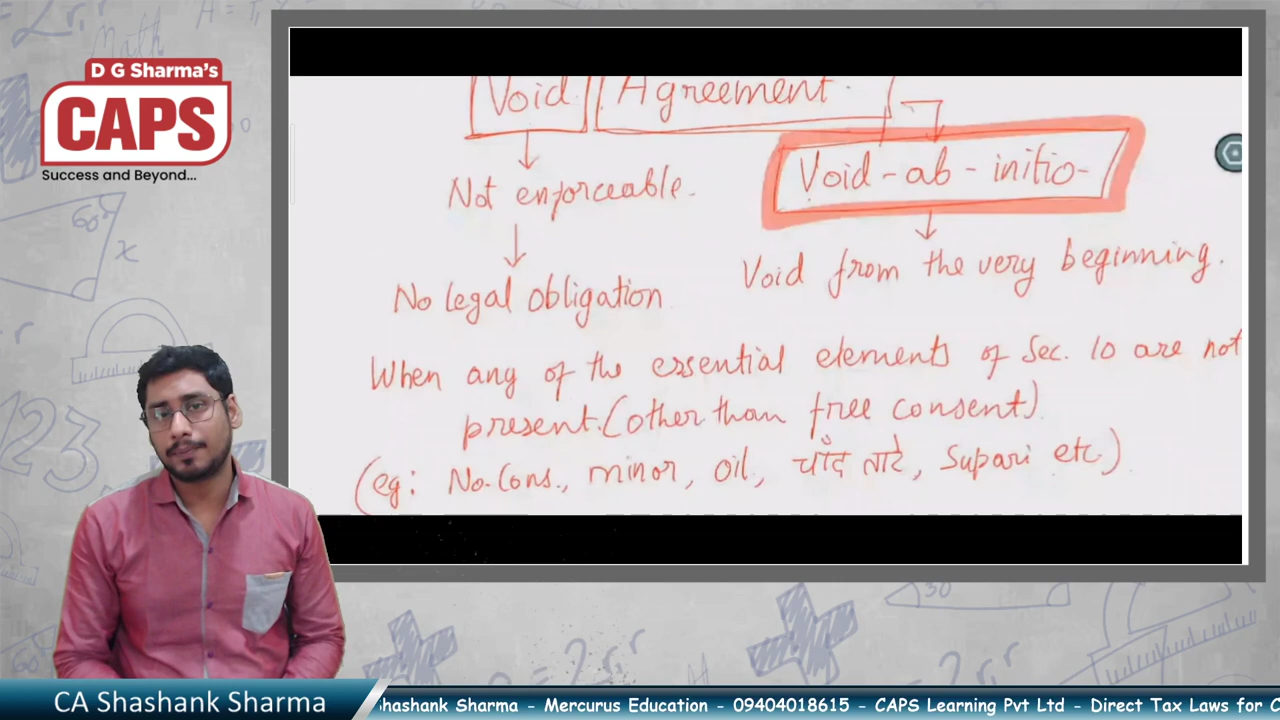 D G Sharma's
CAPS
Success and Beyond...
Void Agreement.
Void-ab-initio-
Not enforceable.
Void from the very beginning.
No legal obligation
When any of the essential elements of Sec. 10 are not
present. (other than free consent).
(eg: No.Cons., minor, oil, चाँद तारे, Supari etc.)
CA Shashank Sharma
hashank Sharma - Mercurus Education - 09404018615 - CAPS Learning Pvt Ltd - Direct Tax Laws for C